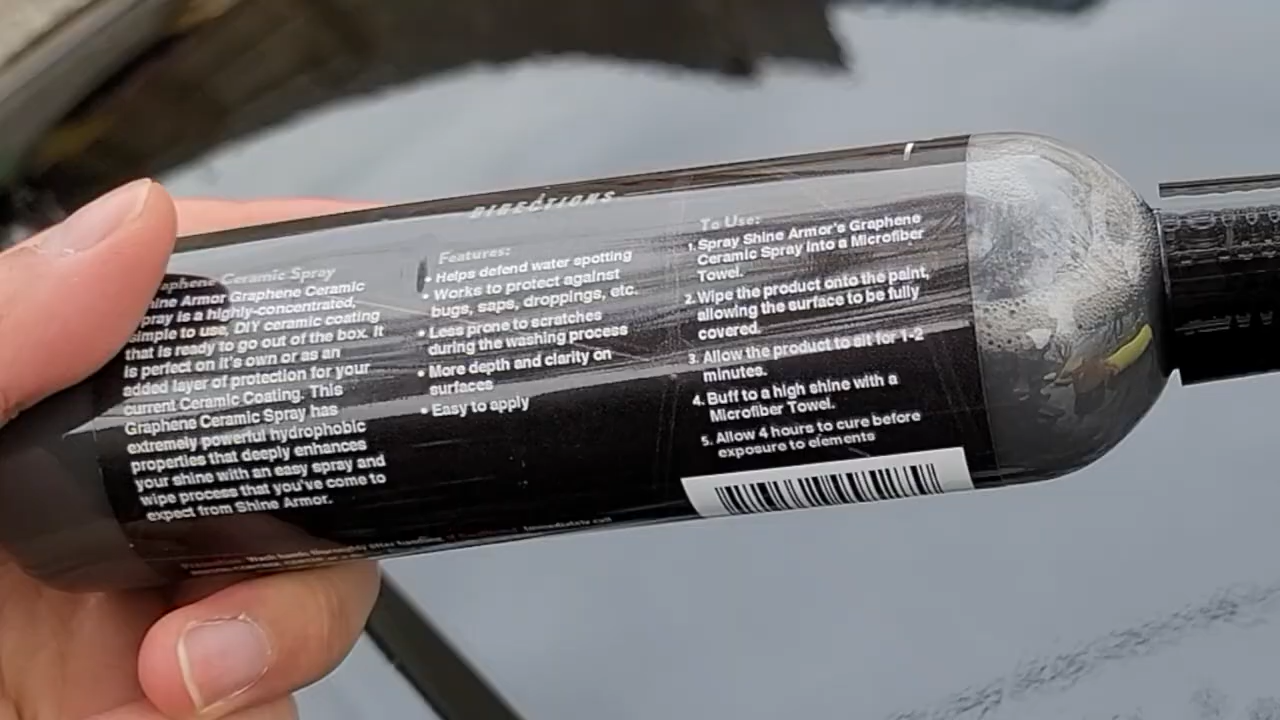 DIRECTIONS
Ceramic Spray
Shine Armor Graphene Ceramic
Spray is a highly-concentrated,
simple to use, DIY ceramic coating
that is ready to go out of the box. It
is perfect on it's own or as an
added layer of protection for your
current Ceramic Coating. This
Graphene Ceramic Spray has
extremely powerful hydrophobic
properties that deeply enhances
your shine with an easy spray and
wipe process that you've come to
expect from Shine Armor.
Features:
• Helps defend water spotting
• Works to protect against
bugs, saps, droppings, etc.
• Less prone to scratches
during the washing process
• More depth and clarity on
surfaces
• Easy to apply
To Use:
1. Spray Shine Armor's Graphene
Ceramic Spray into a Microfiber
Towel.
2. Wipe the product onto the paint,
allowing the surface to be fully
covered.
3. Allow the product to sit for 1-2
minutes.
4. Buff to a high shine with a
Microfiber Towel.
5. Allow 4 hours to cure before
exposure to elements
Wash hands thoroughly after handling